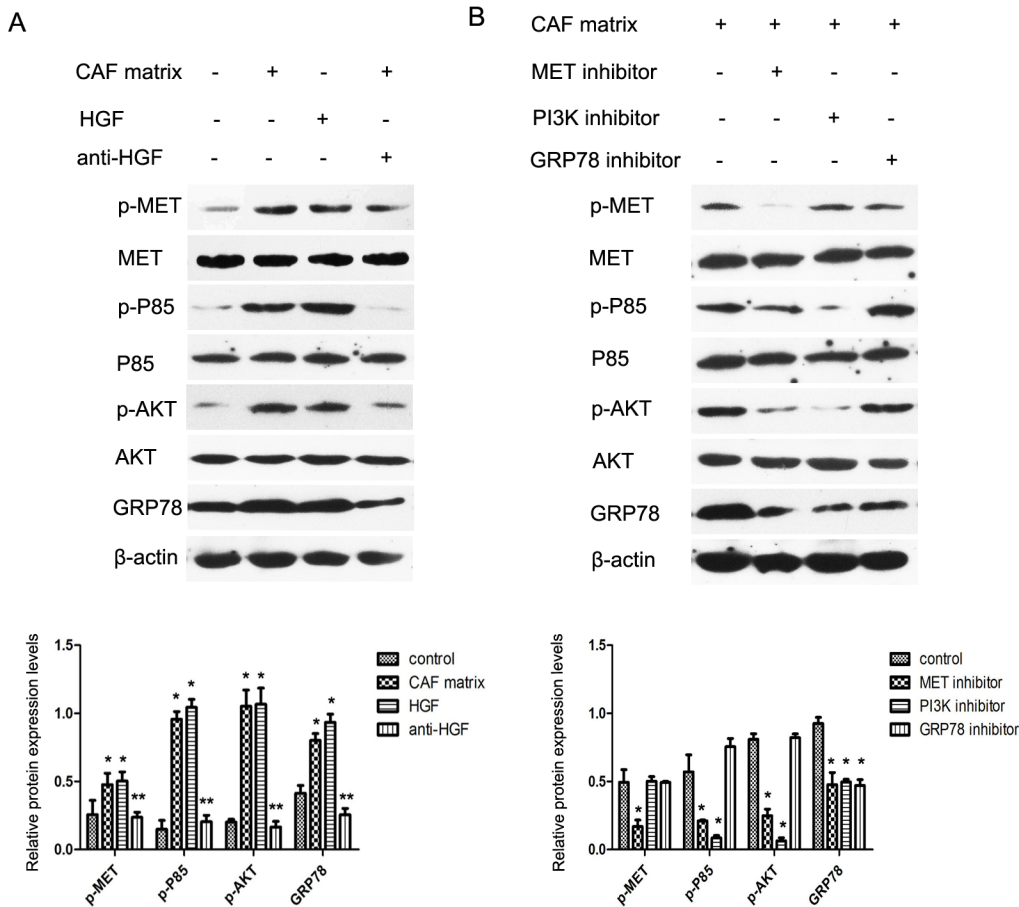 A
CAF matrix - + - +
HGF - - + -
anti-HGF - - - +
p-MET
MET
p-P85
P85
p-AKT
AKT
GRP78
β-actin
Relative protein expression levels
1.5
1.0
0.5
0.0
* * **
* * **
* * **
* * **
p-MET p-P85 p-AKT GRP78
control
CAF matrix
HGF
anti-HGF
B
CAF matrix + + + +
MET inhibitor - + - -
PI3K inhibitor - - + -
GRP78 inhibitor - - - +
p-MET
MET
p-P85
P85
p-AKT
AKT
GRP78
β-actin
Relative protein expression levels
1.5
1.0
0.5
0.0
*
* *
* *
* * *
p-MET p-P85 p-AKT GRP78
control
MET inhibitor
PI3K inhibitor
GRP78 inhibitor